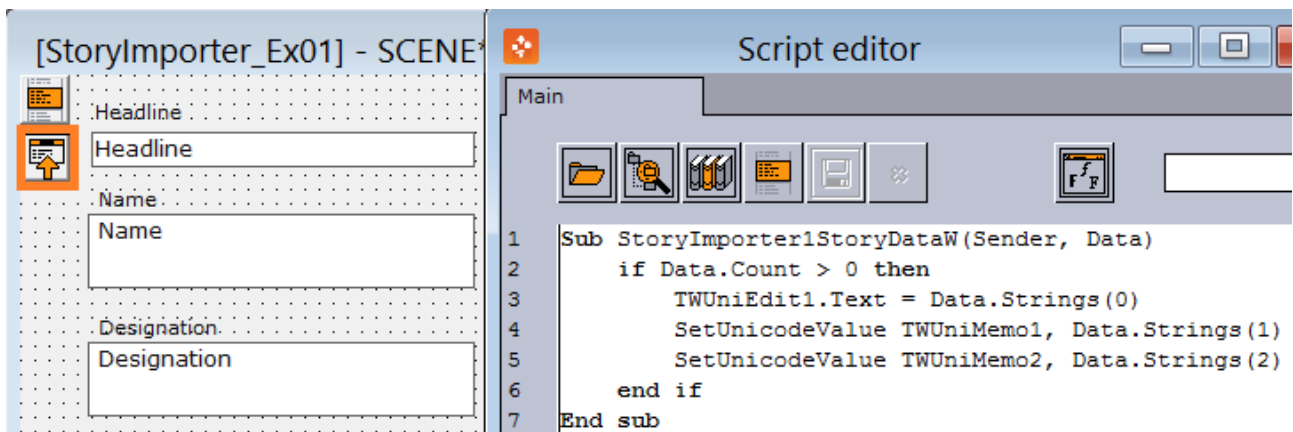 [StoryImporter_Ex01] - SCENE*
Headline
Headline
Name
Name
Designation
Designation
Script editor
Main
F f F
1 Sub StoryImporter1StoryDataW(Sender, Data)
2 if Data.Count > 0 then
3 TWUniEdit1.Text = Data.Strings(0)
4 SetUnicodeValue TWUniMemo1, Data.Strings(1)
5 SetUnicodeValue TWUniMemo2, Data.Strings(2)
6 end if
7 End sub